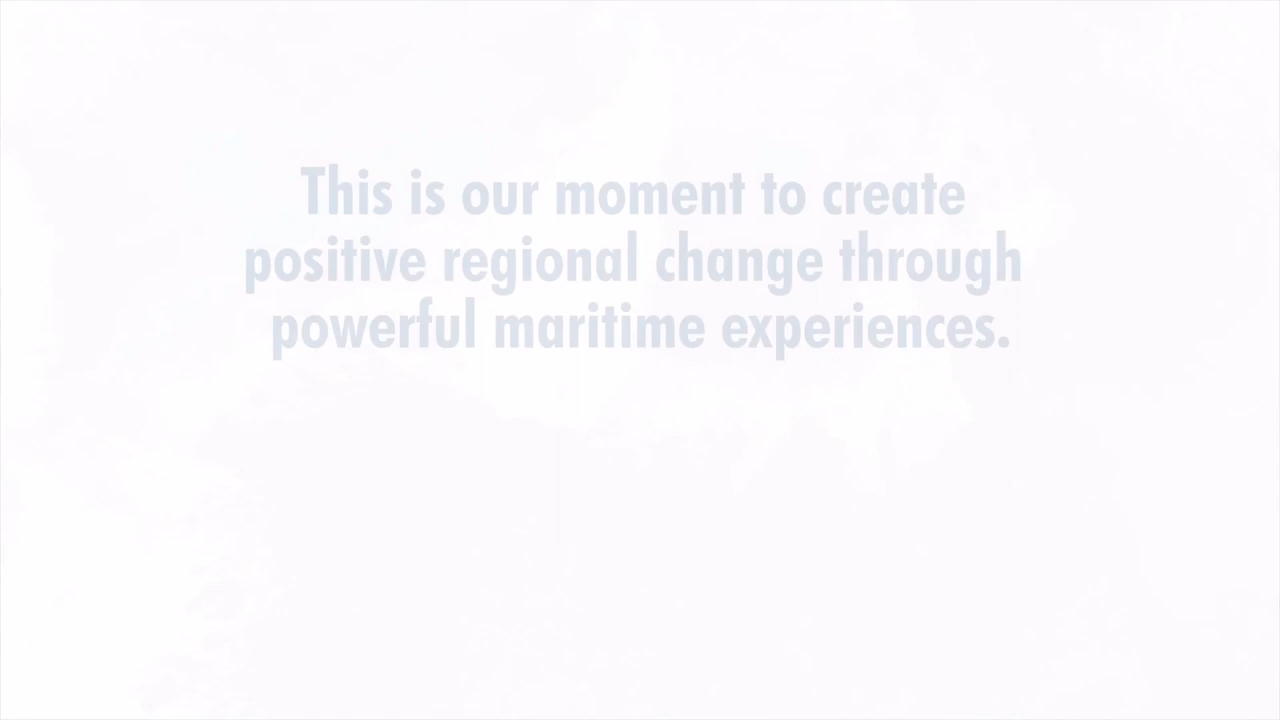 This is our moment to create
positive regional change through
powerful maritime experiences.